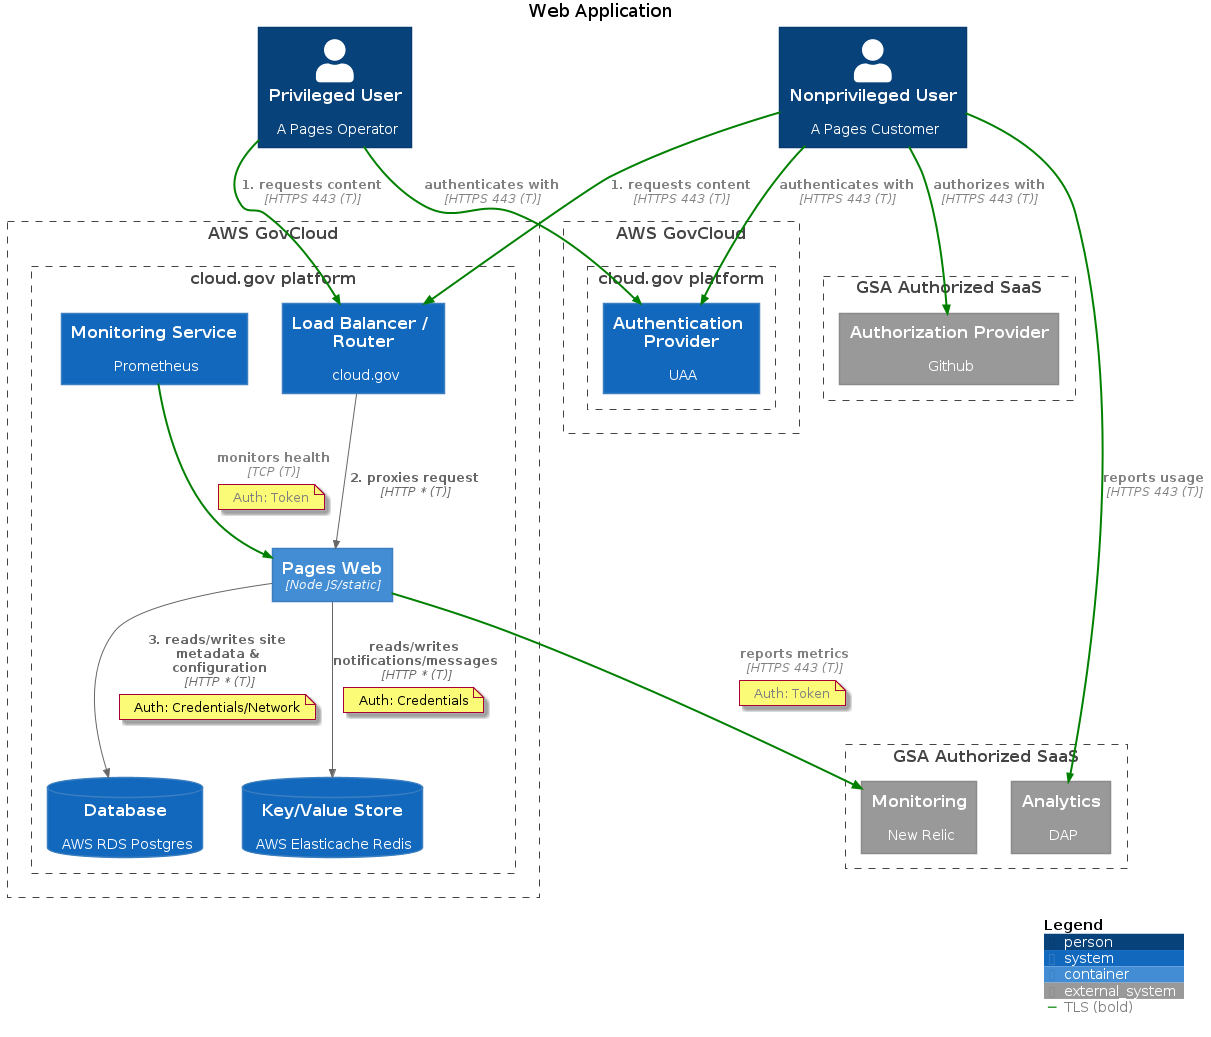 Web Application
Privileged User
A Pages Operator
Nonprivileged User
A Pages Customer
1. requests content
[HTTPS 443 (T)]
authenticates with
[HTTPS 443 (T)]
1. requests content
[HTTPS 443 (T)]
authenticates with
[HTTPS 443 (T)]
authorizes with
[HTTPS 443 (T)]
AWS GovCloud
cloud.gov platform
Monitoring Service
Prometheus
Load Balancer /
Router
cloud.gov
AWS GovCloud
cloud.gov platform
Authentication
Provider
UAA
GSA Authorized SaaS
Authorization Provider
Github
monitors health
[TCP (T)]
Auth: Token
2. proxies request
[HTTP * (T)]
reports usage
[HTTPS 443 (T)]
Pages Web
[Node JS/static]
3. reads/writes site
metadata &
configuration
[HTTP * (T)]
Auth: Credentials/Network
reads/writes
notifications/messages
[HTTP * (T)]
Auth: Credentials
reports metrics
[HTTPS 443 (T)]
Auth: Token
Database
AWS RDS Postgres
Key/Value Store
AWS Elasticache Redis
GSA Authorized SaaS
Monitoring
New Relic
Analytics
DAP
Legend
person
system
container
external_system
TLS (bold)